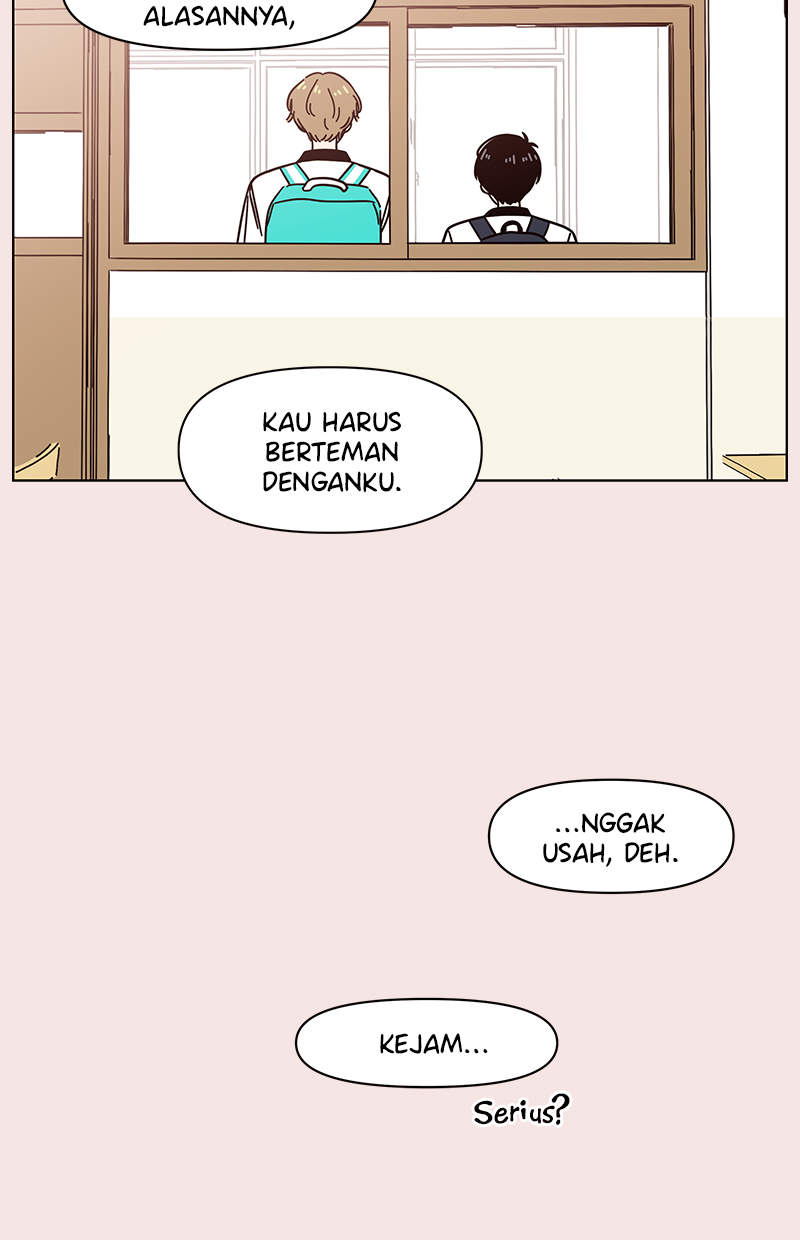 ALASANNYA,
KAU HARUS
BERTEMAN
DENGANKU.
...NGGAK
USAH, DEH.
KEJAM...
Serius?